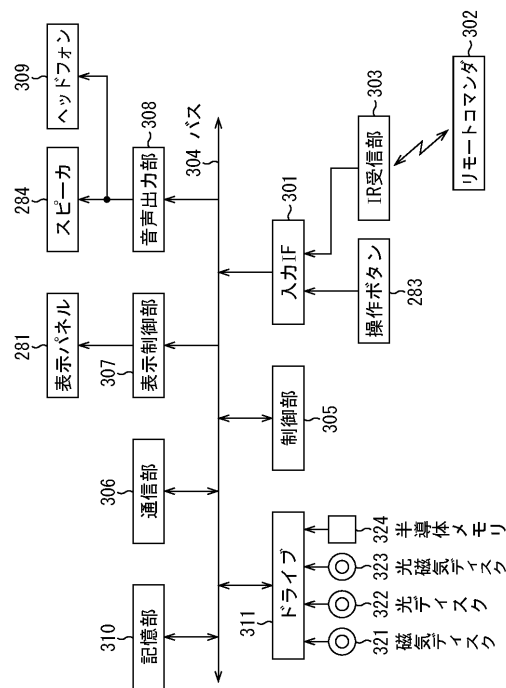 309
ヘッドフォン
284
スピーカ
音声出力部
308
304 バス
281
表示パネル
307
表示制御部
306
通信部
310
記憶部
302
リモートコマンダ
303
IR受信部
301
入力IF
操作ボタン
283
制御部
305
311
ドライブ
324 半導体メモリ
323 光磁気ディスク
322 光ディスク
321 磁気ディスク